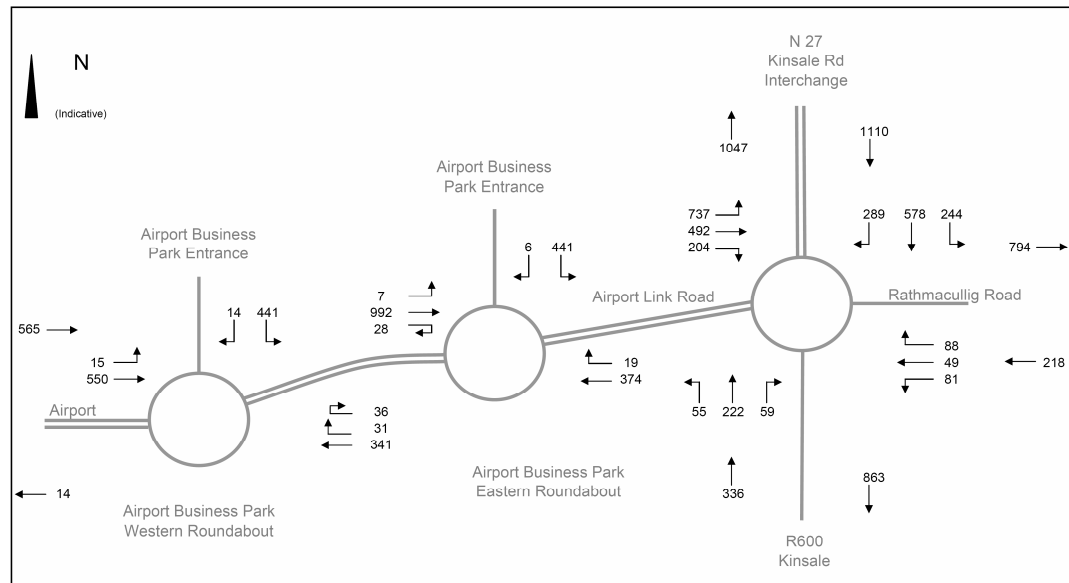 N
(Indicative)
N 27
Kinsale Rd
Interchange
1047
1110
Airport Business
Park Entrance
737
492
204
289 578 244
794
Airport Business
Park Entrance
6 441
7
992
28
Airport Link Road
Rathmacullig Road
565
14 441
15
550
19
374
88
49
81
218
Airport
36
31
341
55 222 59
14
Airport Business Park
Eastern Roundabout
336
863
Airport Business Park
Western Roundabout
R600
Kinsale